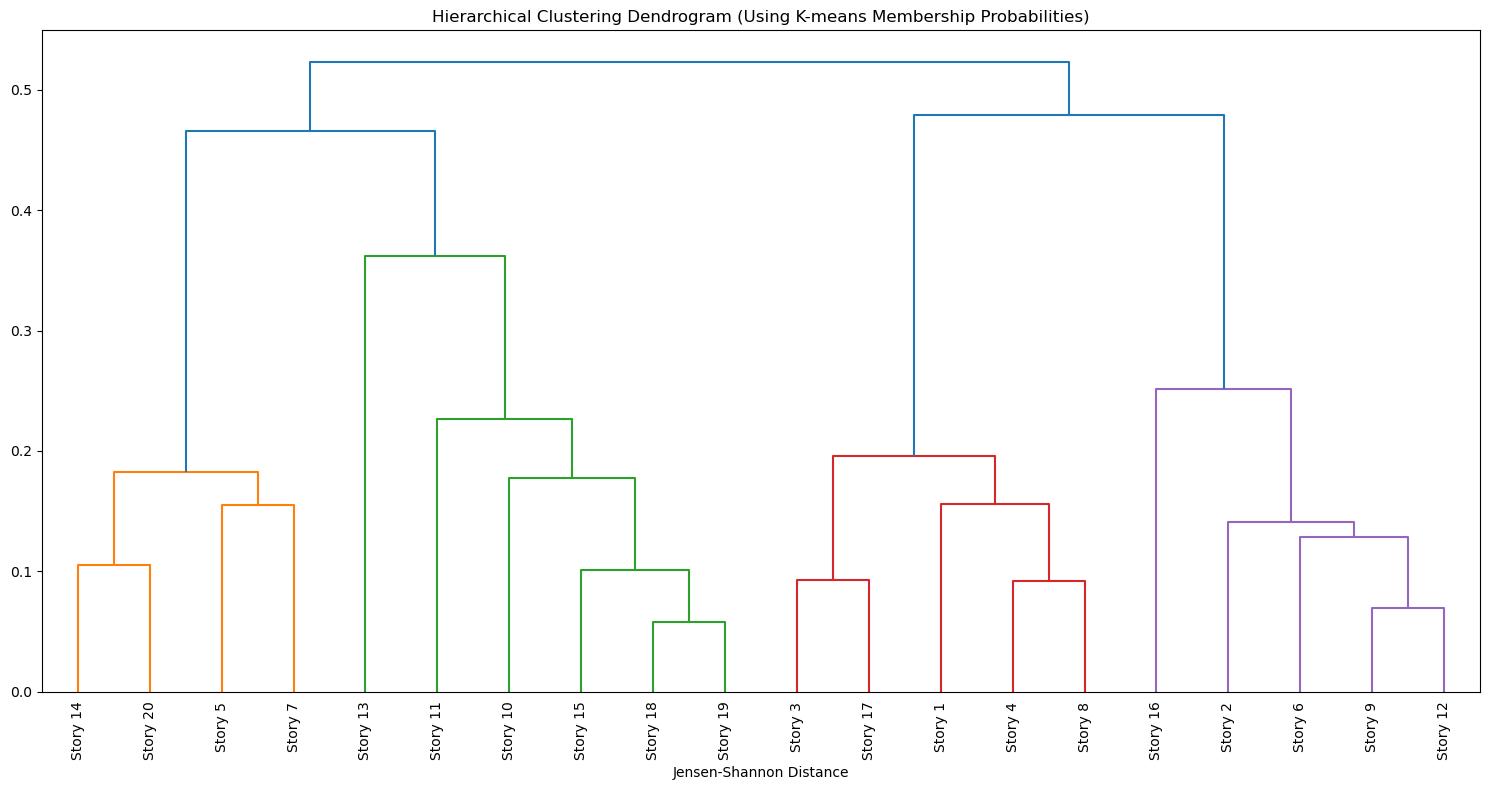 Hierarchical Clustering Dendrogram (Using K-means Membership Probabilities)
0.5
0.4
0.3
0.2
0.1
0.0
Story 14
Story 20
Story 5
Story 7
Story 13
Story 11
Story 10
Story 15
Story 18
Story 19
Story 3
Story 17
Story 1
Story 4
Story 8
Story 16
Story 2
Story 6
Story 9
Story 12
Jensen-Shannon Distance